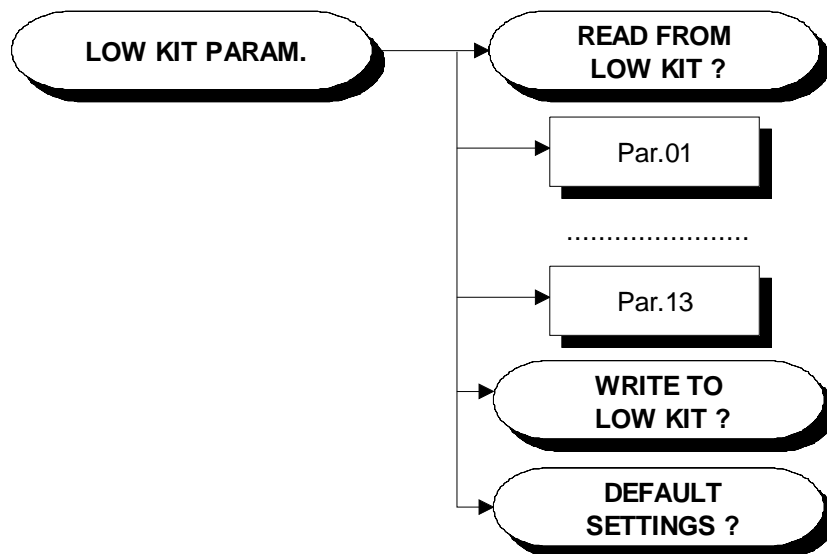 LOW KIT PARAM.
READ FROM
LOW KIT ?
Par.01
.......................
Par.13
WRITE TO
LOW KIT ?
DEFAULT
SETTINGS ?